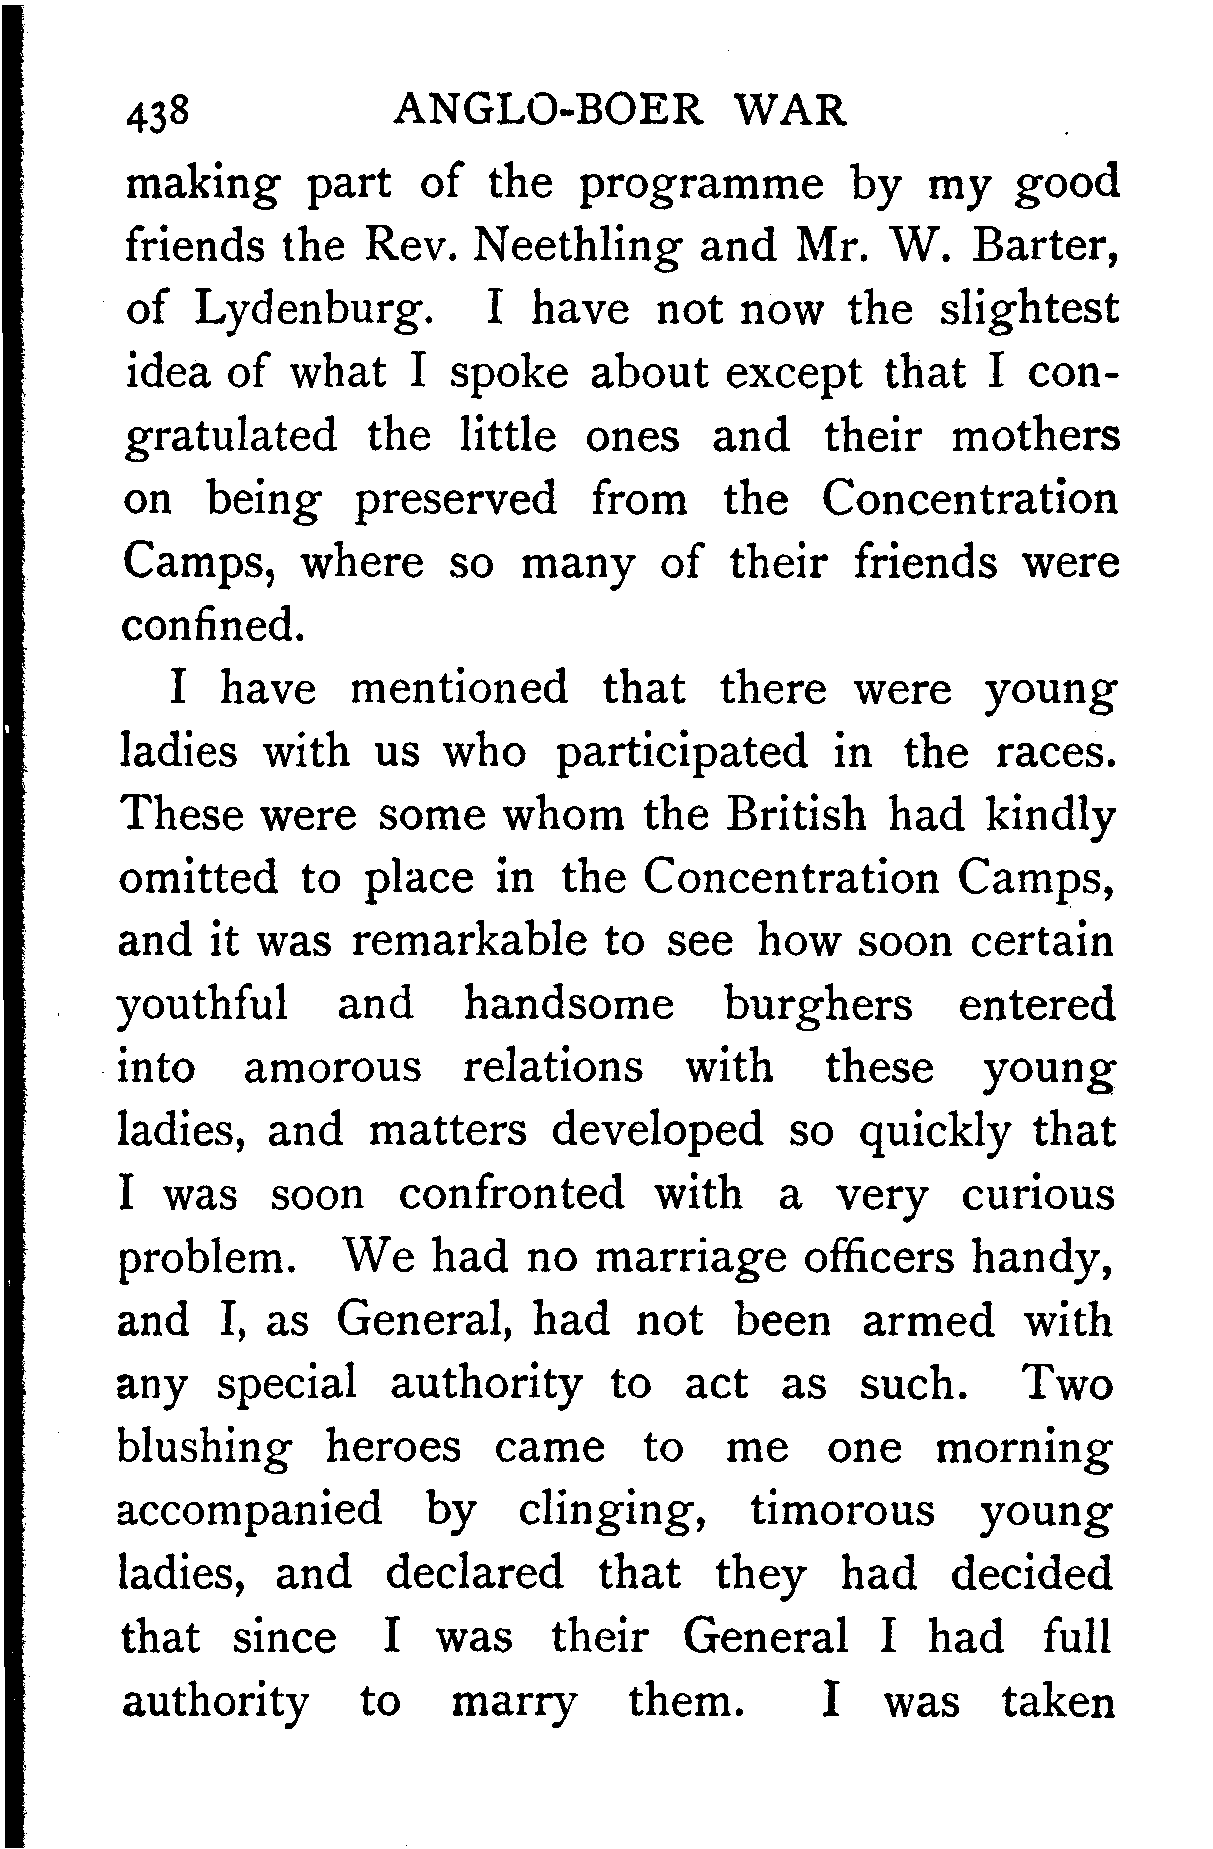 438 ANGLO-BOER WAR
making part of the programme by my good
friends the Rev. Neethling and Mr. W. Barter,
of Lydenburg. I have not now the slightest
idea of what I spoke about except that I con-
gratulated the little ones and their mothers
on being preserved from the Concentration
Camps, where so many of their friends were
confined.
I have mentioned that there were young
ladies with us who participated in the races.
These were some whom the British had kindly
omitted to place in the Concentration Camps,
and it was remarkable to see how soon certain
youthful and handsome burghers entered
into amorous relations with these young
ladies, and matters developed so quickly that
I was soon confronted with a very curious
problem. We had no marriage officers handy,
and I, as General, had not been armed with
any special authority to act as such. Two
blushing heroes came to me one morning
accompanied by clinging, timorous young
ladies, and declared that they had decided
that since I was their General I had full
authority to marry them. I was taken